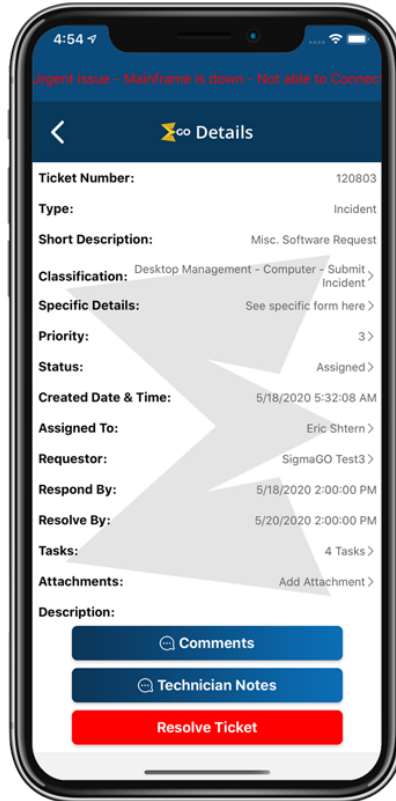 4:54
Urgent issue - Mainframe is down - Not able to Connec
GO Details
Ticket Number: 120803
Type: Incident
Short Description: Misc. Software Request
Classification: Desktop Management - Computer - Submit Incident
Specific Details: See specific form here
Priority: 3
Status: Assigned
Created Date & Time: 5/18/2020 5:32:08 AM
Assigned To: Eric Shtern
Requestor: SigmaGO Test3
Respond By: 5/18/2020 2:00:00 PM
Resolve By: 5/20/2020 2:00:00 PM
Tasks: 4 Tasks
Attachments: Add Attachment
Description:
Comments
Technician Notes
Resolve Ticket